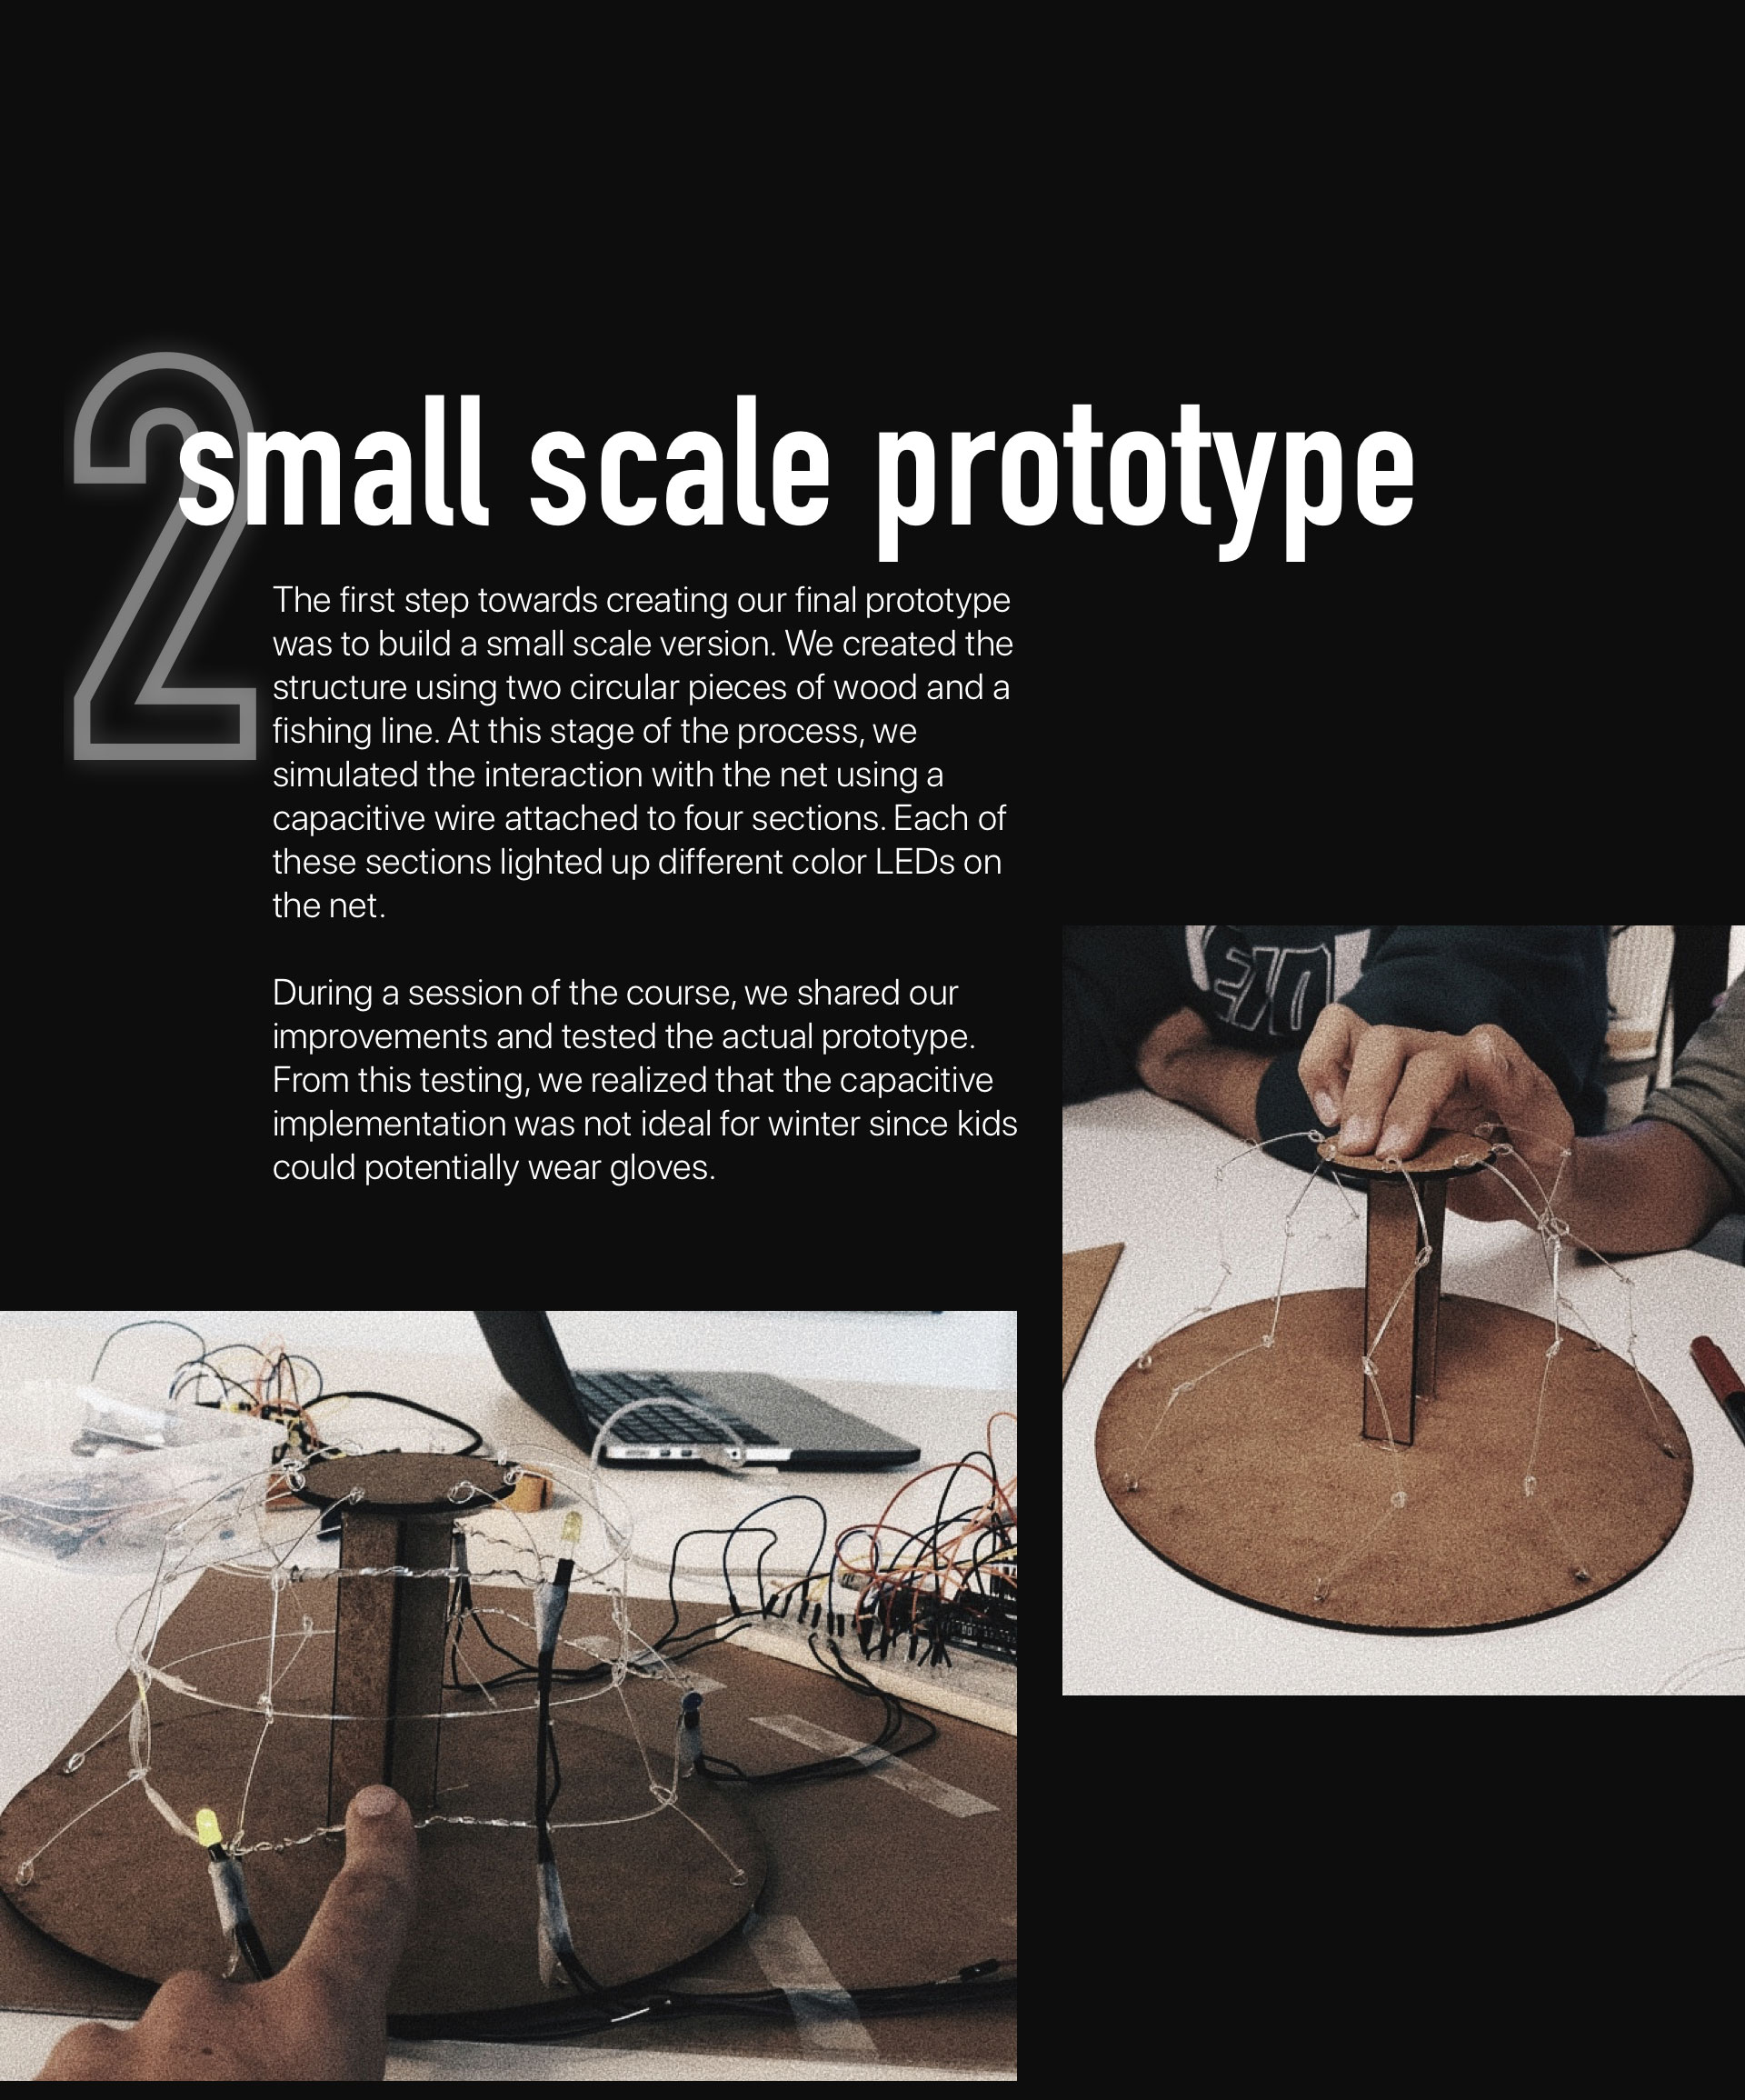 2
small scale prototype
The first step towards creating our final prototype
was to build a small scale version. We created the
structure using two circular pieces of wood and a
fishing line. At this stage of the process, we
simulated the interaction with the net using a
capacitive wire attached to four sections. Each of
these sections lighted up different color LEDs on
the net.
During a session of the course, we shared our
improvements and tested the actual prototype.
From this testing, we realized that the capacitive
implementation was not ideal for winter since kids
could potentially wear gloves.